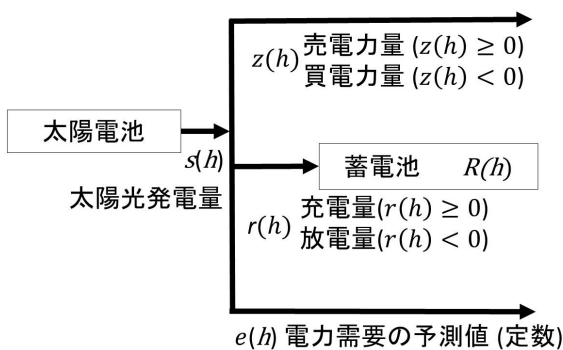 z(h) 売電力量 (z(h) ≥ 0)
買電力量 (z(h) < 0)
太陽電池
s(h)
太陽光発電量
蓄電池 R(h)
r(h) 充電量(r(h) ≥ 0)
放電量(r(h) < 0)
e(h) 電力需要の予測値 (定数)